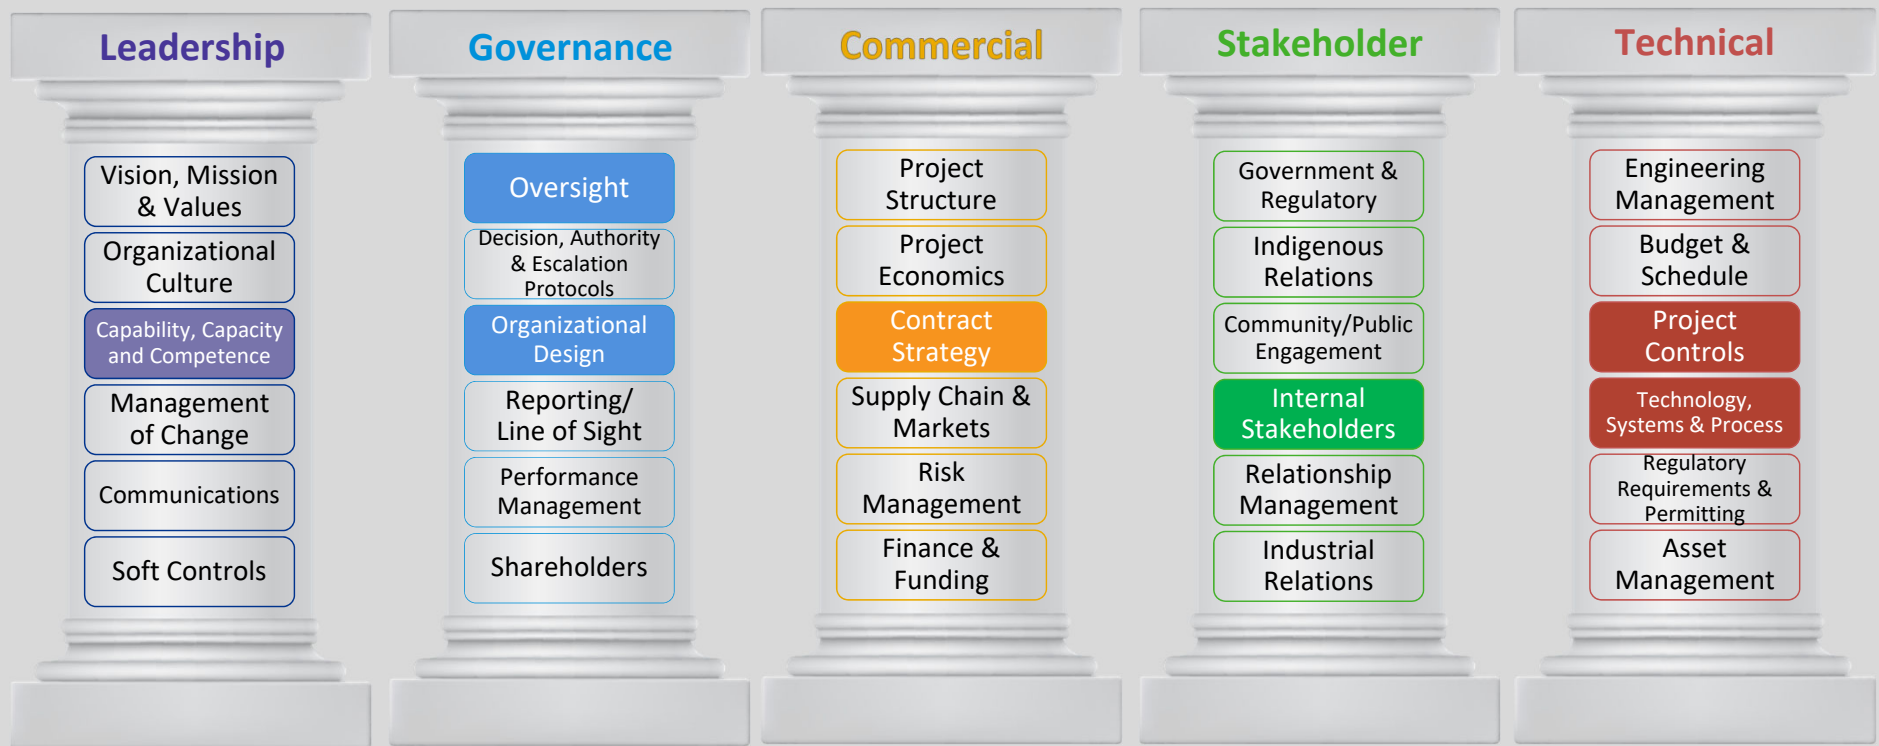 Leadership
Vision, Mission
& Values
Organizational
Culture
Capability, Capacity
and Competence
Management
of Change
Communications
Soft Controls
Governance
Oversight
Decision, Authority
& Escalation
Protocols
Organizational
Design
Reporting/
Line of Sight
Performance
Management
Shareholders
Commercial
Project
Structure
Project
Economics
Contract
Strategy
Supply Chain &
Markets
Risk
Management
Finance &
Funding
Stakeholder
Government &
Regulatory
Indigenous
Relations
Community/Public
Engagement
Internal
Stakeholders
Relationship
Management
Industrial
Relations
Technical
Engineering
Management
Budget &
Schedule
Project
Controls
Technology,
Systems & Process
Regulatory
Requirements &
Permitting
Asset
Management